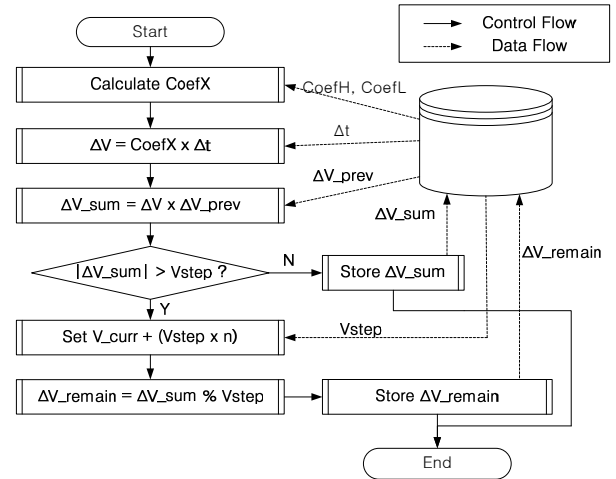 Start
Control Flow
Data Flow
Calculate CoefX
CoefH, CoefL
ΔV = CoefX x Δt
Δt
ΔV_sum = ΔV x ΔV_prev
ΔV_prev
ΔV_sum
ΔV_remain
|ΔV_sum| > Vstep ?
N
Store ΔV_sum
Y
Set V_curr + (Vstep x n)
Vstep
ΔV_remain = ΔV_sum % Vstep
Store ΔV_remain
End